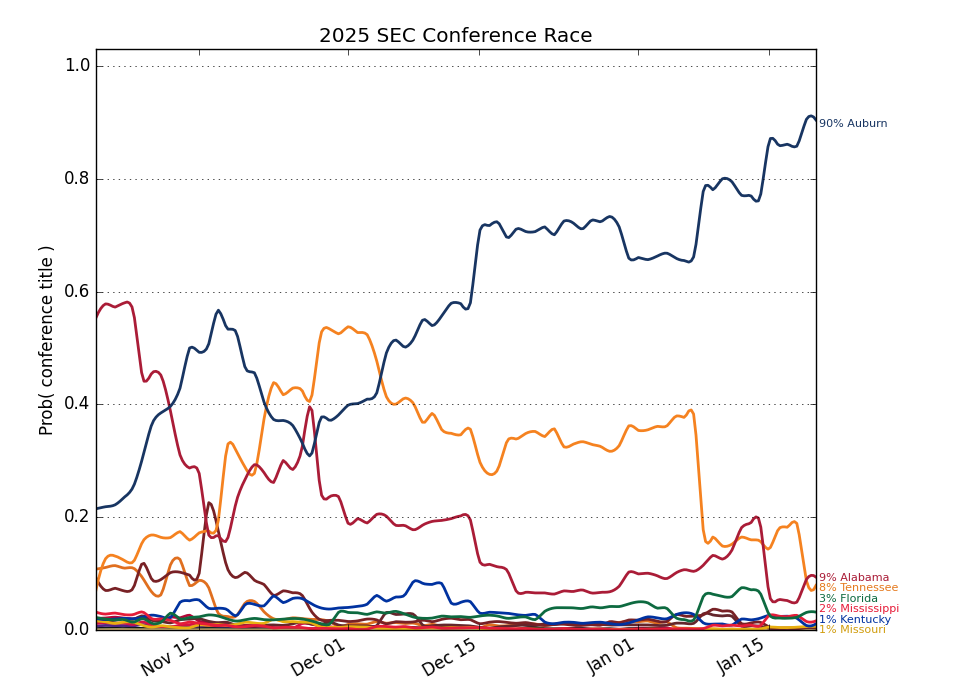 2025 SEC Conference Race
Prob( conference title )
1.0
0.8
0.6
0.4
0.2
0.0
Nov 15
Dec 01
Dec 15
Jan 01
Jan 15
90% Auburn
9% Alabama
8% Tennessee
3% Florida
2% Mississippi
1% Kentucky
1% Missouri